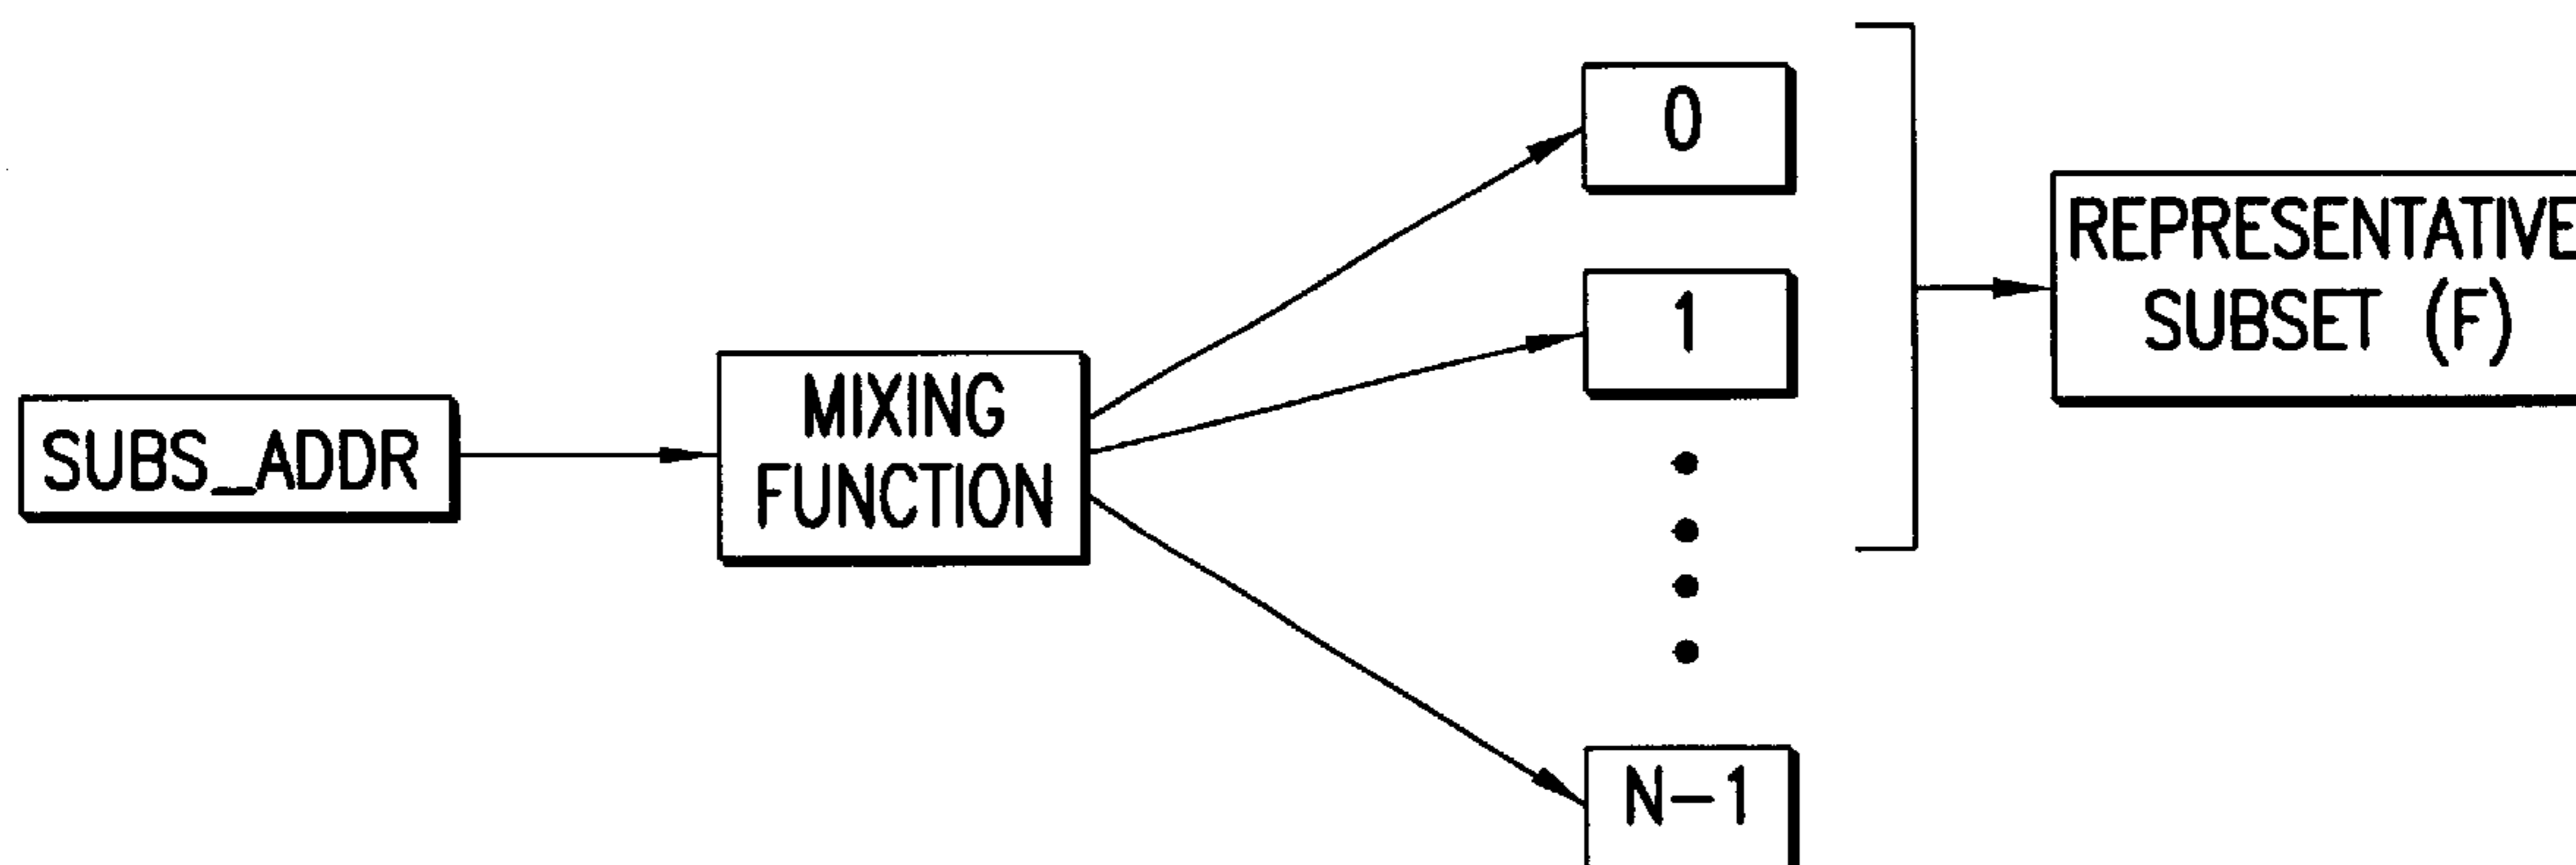 SUBS_ADDR
MIXING
FUNCTION
0
1
N-1
REPRESENTATIVE
SUBSET (F)